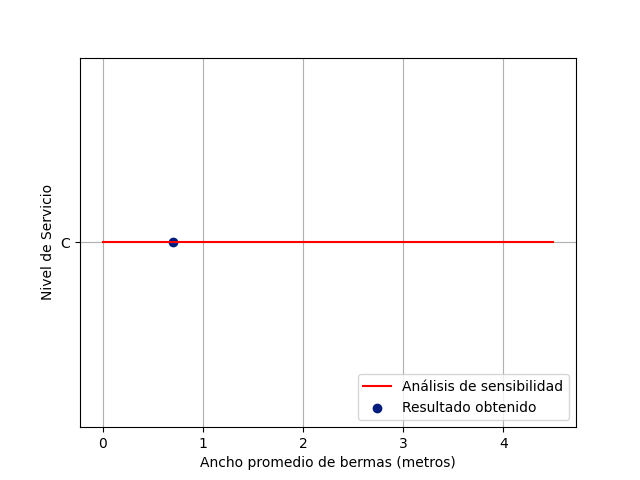 Nivel de Servicio
C
0
1
2
3
4
Ancho promedio de bermas (metros)
Análisis de sensibilidad
Resultado obtenido